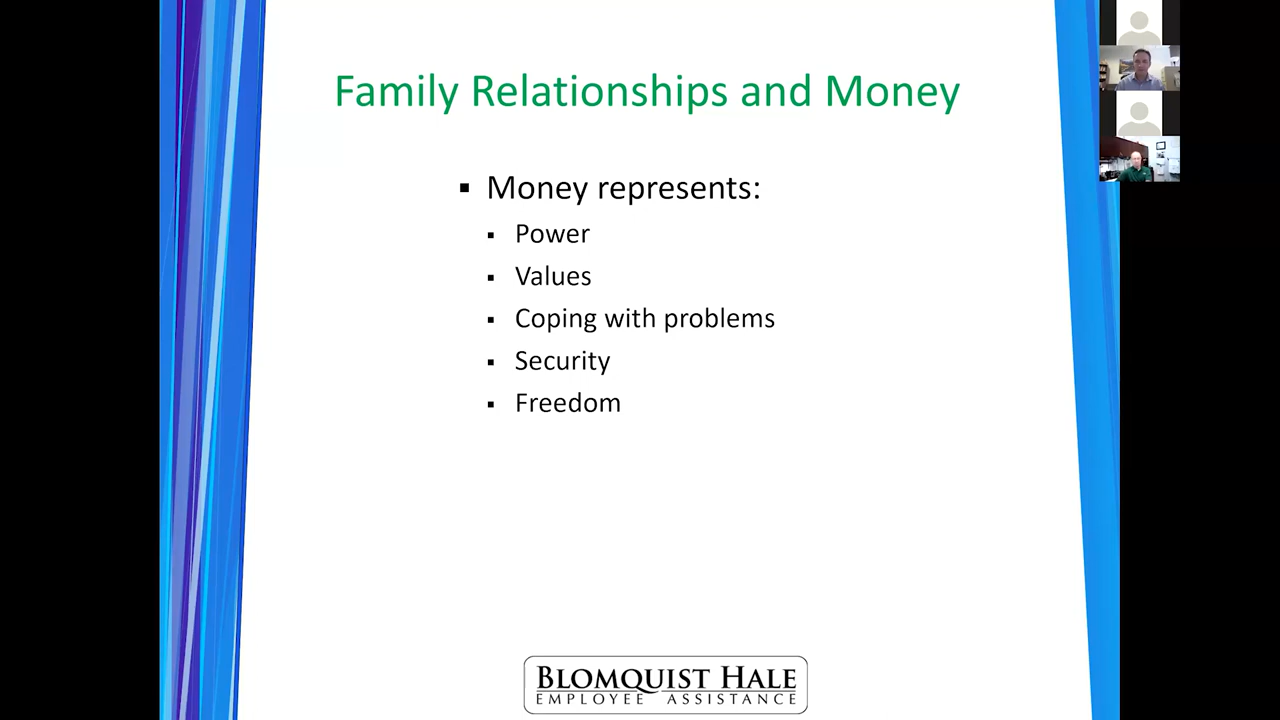 Family Relationships and Money
Money represents:
Power
Values
Coping with problems
Security
Freedom
BLOMQUIST HALE
EMPLOYEE ASSISTANCE